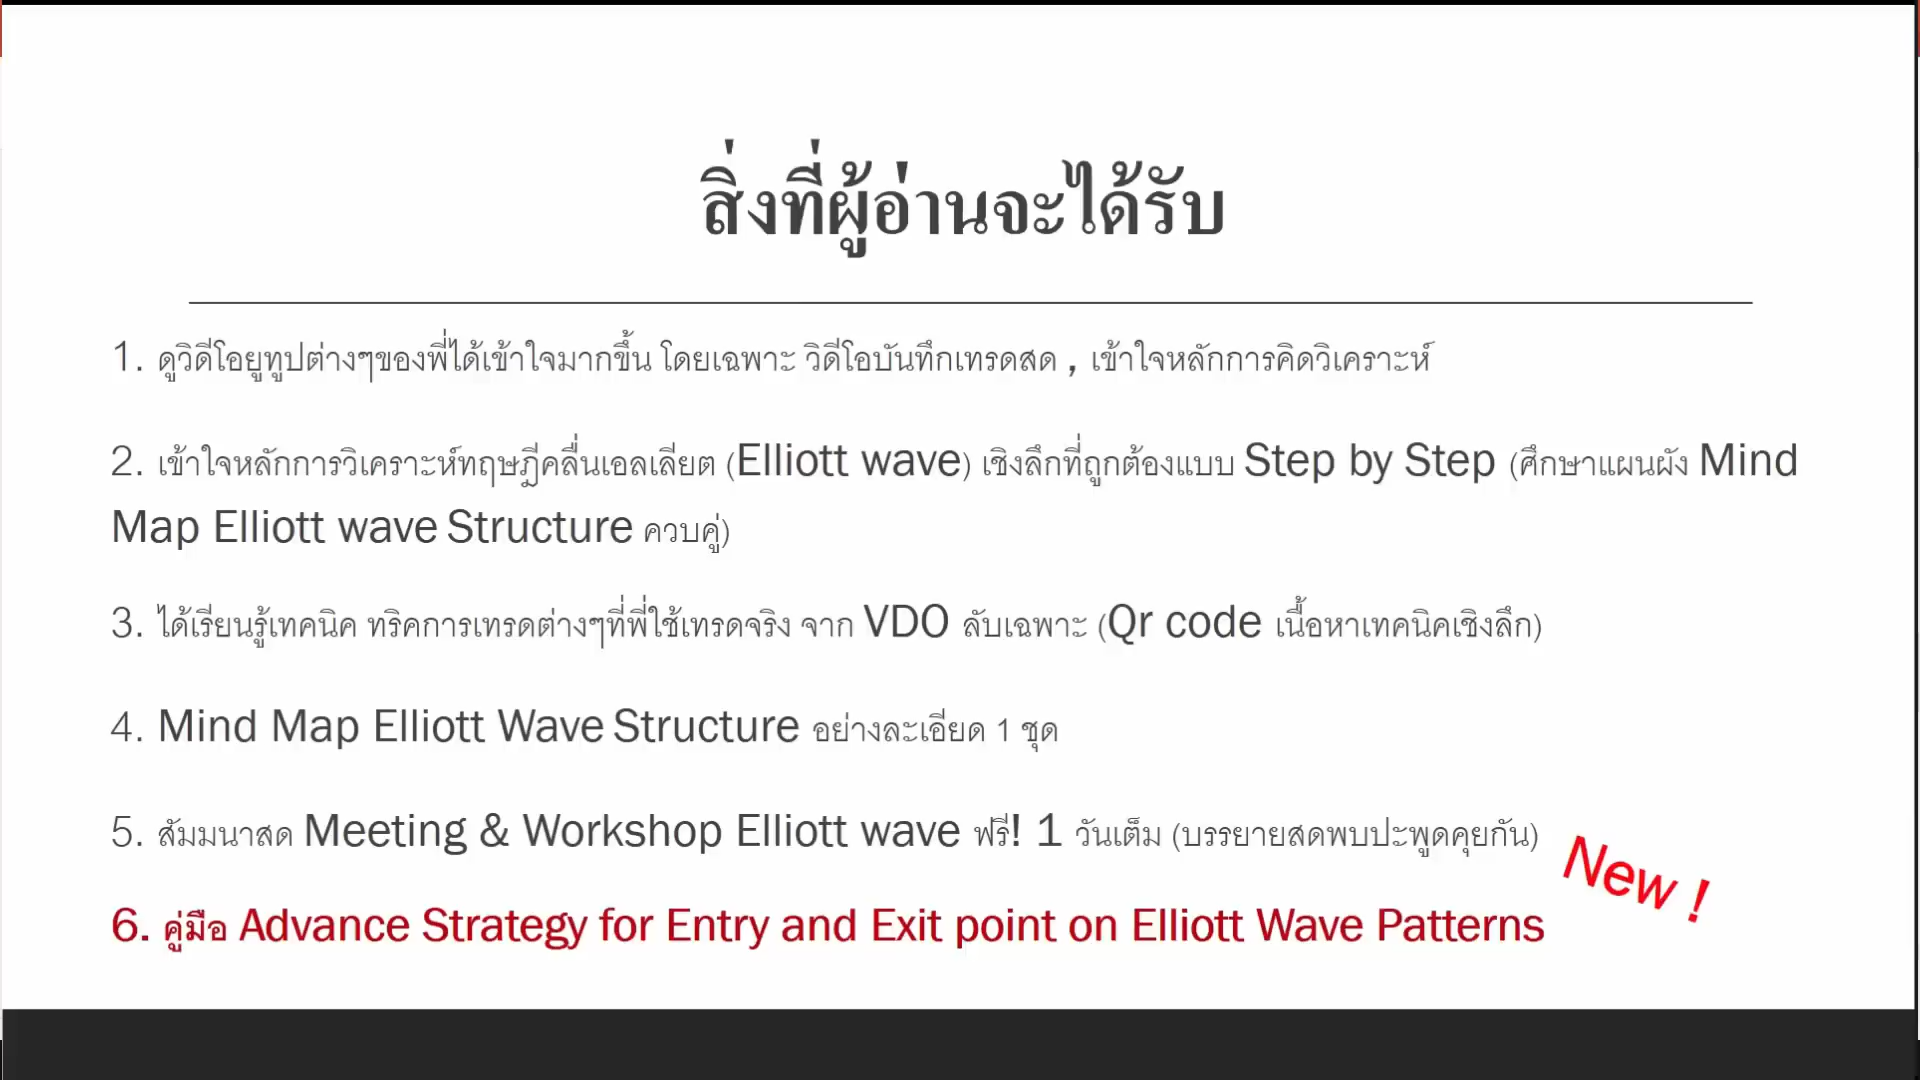 สิ่งที่ผู้อ่านจะได้รับ
1. ดูวิดีโอยูทูปต่างๆของพี่ได้เข้าใจมากขึ้น โดยเฉพาะ วิดีโอบันทึกเทรดสด , เข้าใจหลักการคิดวิเคราะห์
2. เข้าใจหลักการวิเคราะห์ทฤษฎีคลื่นเอลเลียต (Elliott wave) เชิงลึกที่ถูกต้องแบบ Step by Step (ศึกษาแผนผัง Mind
Map Elliott wave Structure ควบคู่)
3. ได้เรียนรู้เทคนิค ทริคการเทรดต่างๆที่พี่ใช้เทรดจริง จาก VDO ลับเฉพาะ (Qr code เนื้อหาเทคนิคเชิงลึก)
4. Mind Map Elliott Wave Structure อย่างละเอียด 1 ชุด
5. สัมมนาสด Meeting & Workshop Elliott wave ฟรี! 1 วันเต็ม (บรรยายสดพบปะพูดคุยกัน)
New !
6. คู่มือ Advance Strategy for Entry and Exit point on Elliott Wave Patterns